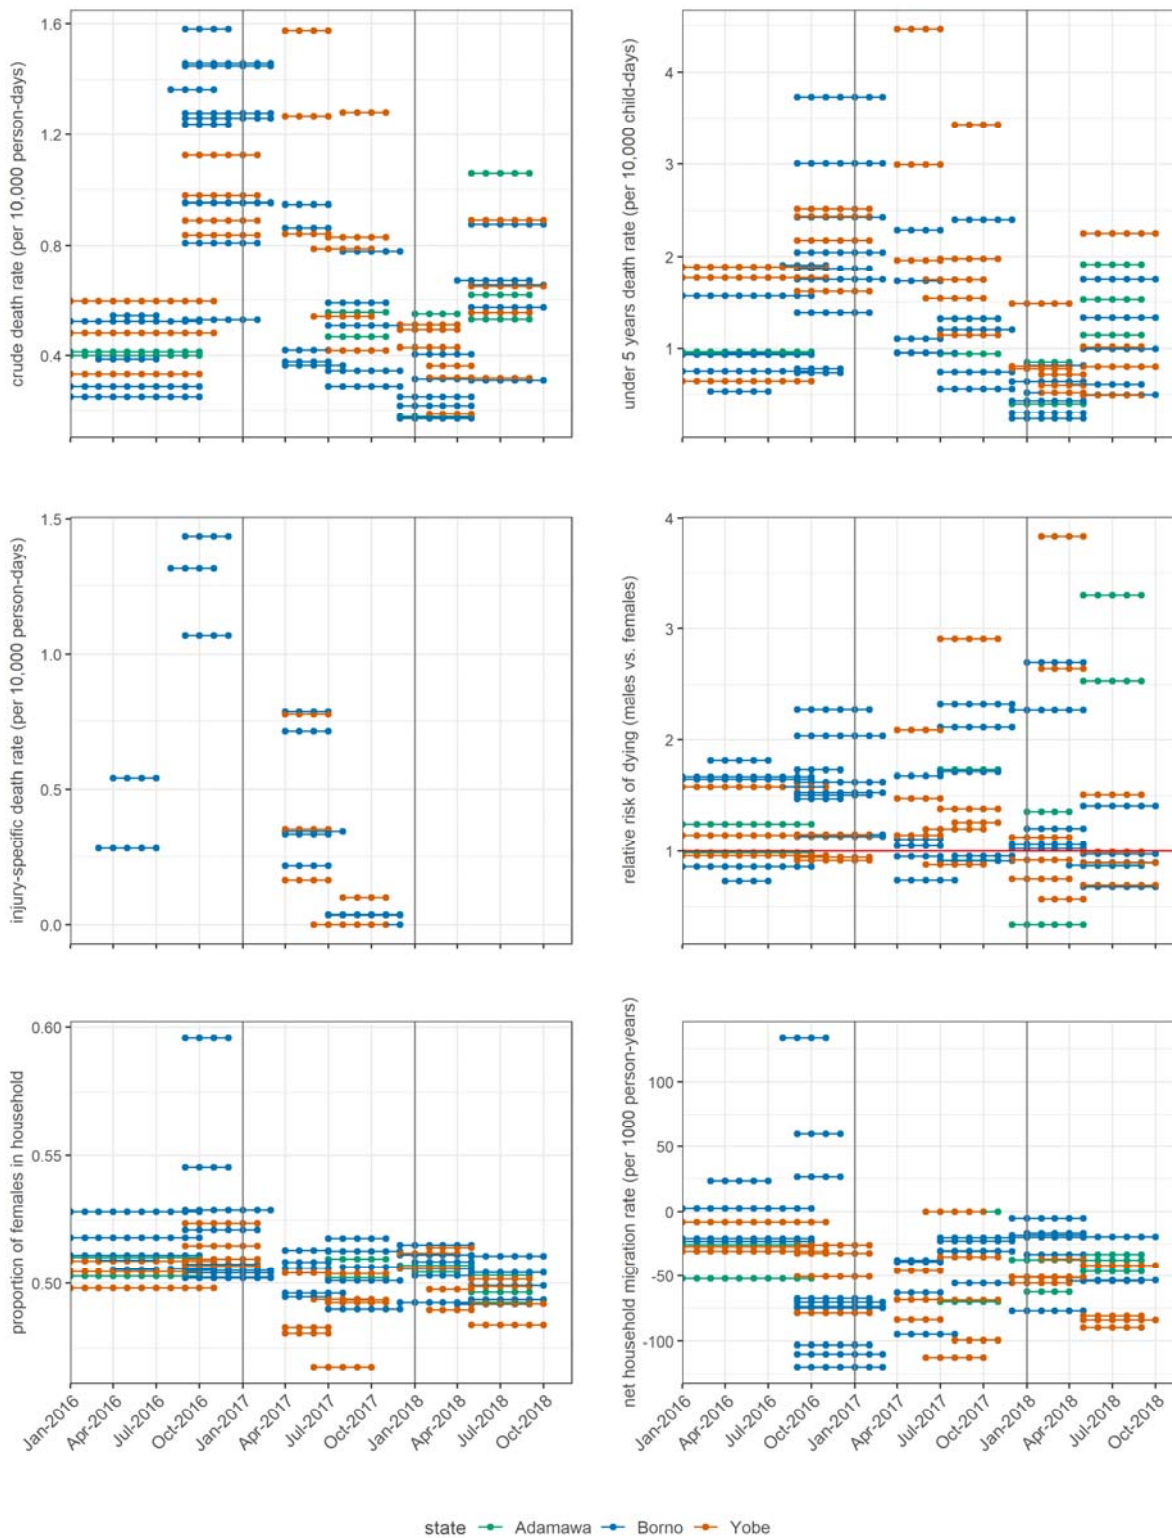 crude death rate (per 10,000 person-days)
1.6
1.2
0.8
0.4
under 5 years death rate (per 10,000 child-days)
4
3
2
1
injury-specific death rate (per 10,000 person-days)
1.5
1.0
0.5
0.0
relative risk of dying (males vs. females)
4
3
2
1
proportion of females in household
0.60
0.55
0.50
net household migration rate (per 1000 person-years)
100
50
0
-50
-100
Jan-2016
Apr-2016
Jul-2016
Oct-2016
Jan-2017
Apr-2017
Jul-2017
Oct-2017
Jan-2018
Apr-2018
Jul-2018
Oct-2018
Jan-2016
Apr-2016
Jul-2016
Oct-2016
Jan-2017
Apr-2017
Jul-2017
Oct-2017
Jan-2018
Apr-2018
Jul-2018
Oct-2018
state Adamawa Borno Yobe